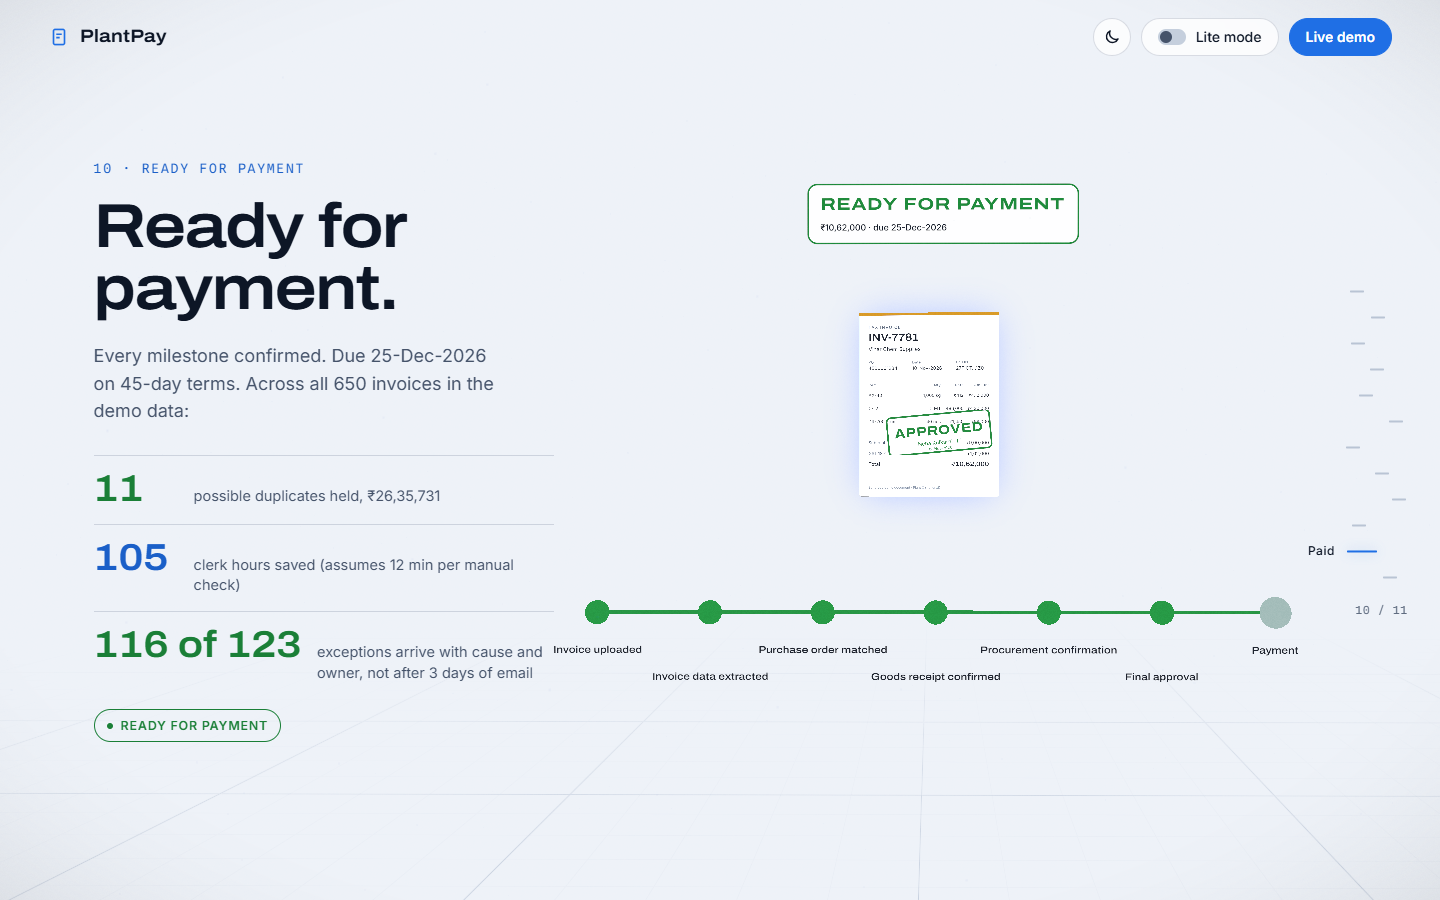 PlantPay
Lite mode
Live demo
10 · READY FOR PAYMENT
Ready for
payment.
Every milestone confirmed. Due 25-Dec-2026
on 45-day terms. Across all 650 invoices in the
demo data:
11 possible duplicates held, ₹26,35,731
105 clerk hours saved (assumes 12 min per manual
check)
116 of 123 exceptions arrive with cause and
owner, not after 3 days of email
READY FOR PAYMENT
READY FOR PAYMENT
₹10,62,000 · due 25-Dec-2026
INV-7781
APPROVED
Total ₹10,62,000
Invoice uploaded
Invoice data extracted
Purchase order matched
Goods receipt confirmed
Procurement confirmation
Final approval
Payment
Paid
10 / 11